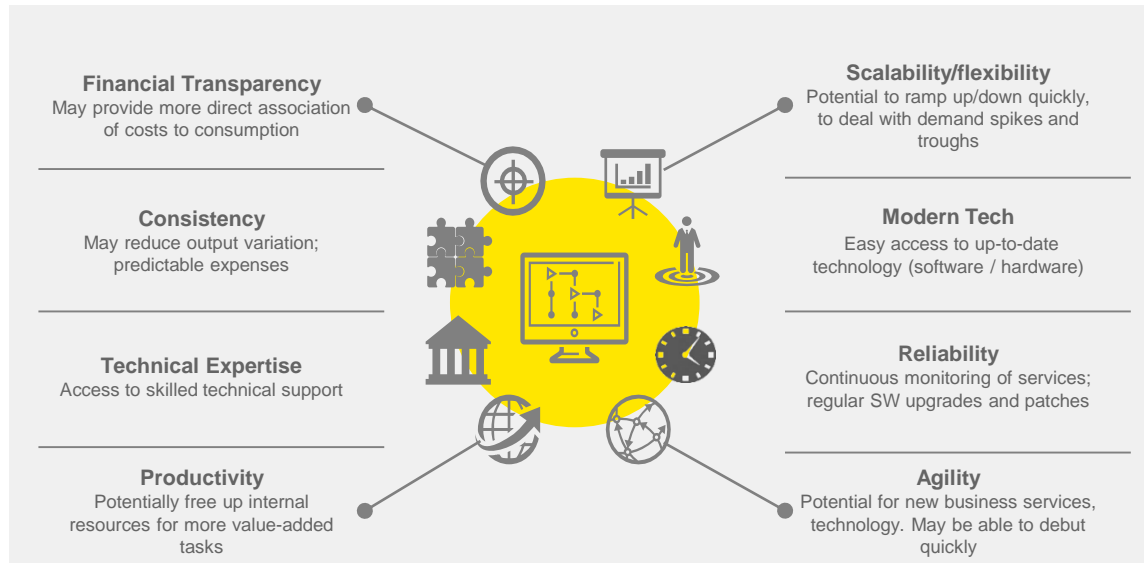 Financial Transparency
May provide more direct association
of costs to consumption
Consistency
May reduce output variation;
predictable expenses
Technical Expertise
Access to skilled technical support
Productivity
Potentially free up internal
resources for more value-added
tasks
Scalability/flexibility
Potential to ramp up/down quickly,
to deal with demand spikes and
troughs
Modern Tech
Easy access to up-to-date
technology (software / hardware)
Reliability
Continuous monitoring of services;
regular SW upgrades and patches
Agility
Potential for new business services,
technology. May be able to debut
quickly